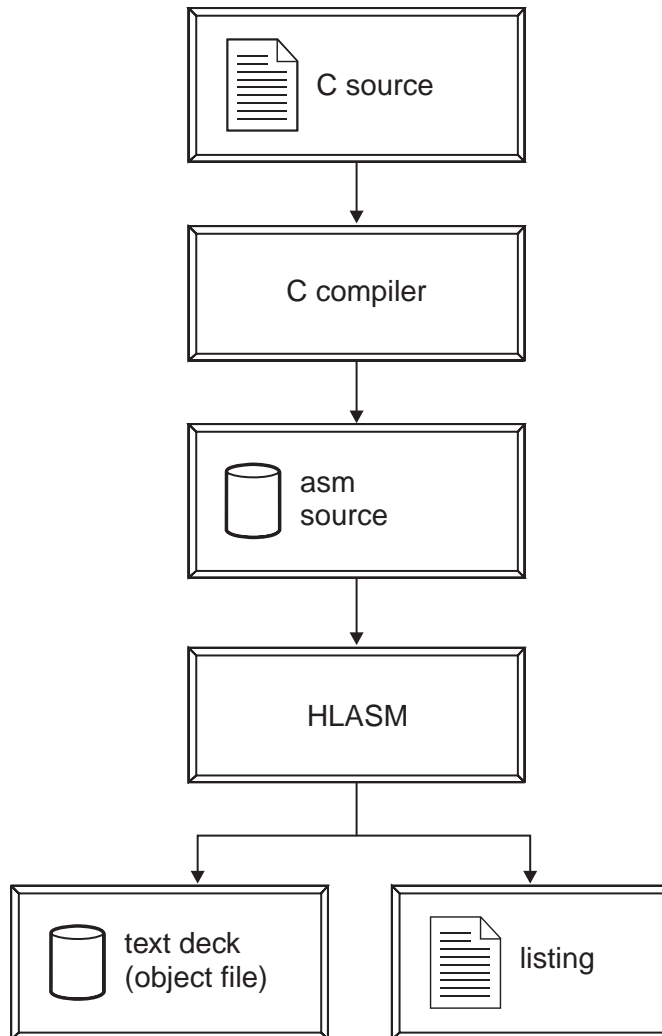 C source
C compiler
asm
source
HLASM
text deck
(object file)
listing